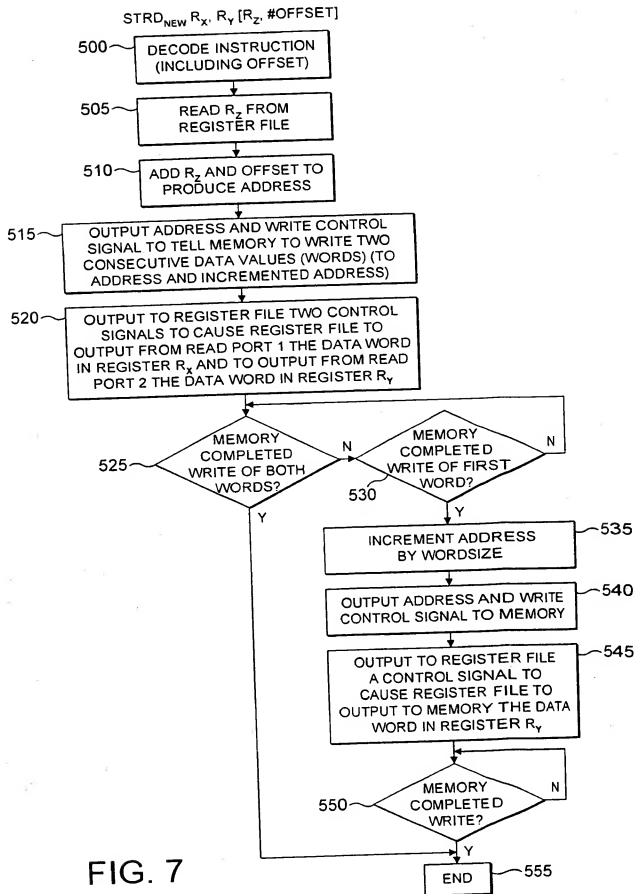 STRD_NEW R_X, R_Y [R_Z, #OFFSET]
500
DECODE INSTRUCTION
(INCLUDING OFFSET)
505
READ R_Z FROM
REGISTER FILE
510
ADD R_Z AND OFFSET TO
PRODUCE ADDRESS
515
OUTPUT ADDRESS AND WRITE CONTROL
SIGNAL TO TELL MEMORY TO WRITE TWO
CONSECUTIVE DATA VALUES (WORDS) (TO
ADDRESS AND INCREMENTED ADDRESS)
520
OUTPUT TO REGISTER FILE TWO CONTROL
SIGNALS TO CAUSE REGISTER FILE TO
OUTPUT FROM READ PORT 1 THE DATA WORD
IN REGISTER R_X AND TO OUTPUT FROM READ
PORT 2 THE DATA WORD IN REGISTER R_Y
525
MEMORY
COMPLETED
WRITE OF BOTH
WORDS?
N
Y
530
MEMORY
COMPLETED
WRITE OF FIRST
WORD?
N
Y
535
INCREMENT ADDRESS
BY WORDSIZE
540
OUTPUT ADDRESS AND WRITE
CONTROL SIGNAL TO MEMORY
545
OUTPUT TO REGISTER FILE
A CONTROL SIGNAL TO
CAUSE REGISTER FILE TO
OUTPUT TO MEMORY THE DATA
WORD IN REGISTER R_Y
550
MEMORY
COMPLETED
WRITE?
N
Y
END
555
FIG. 7